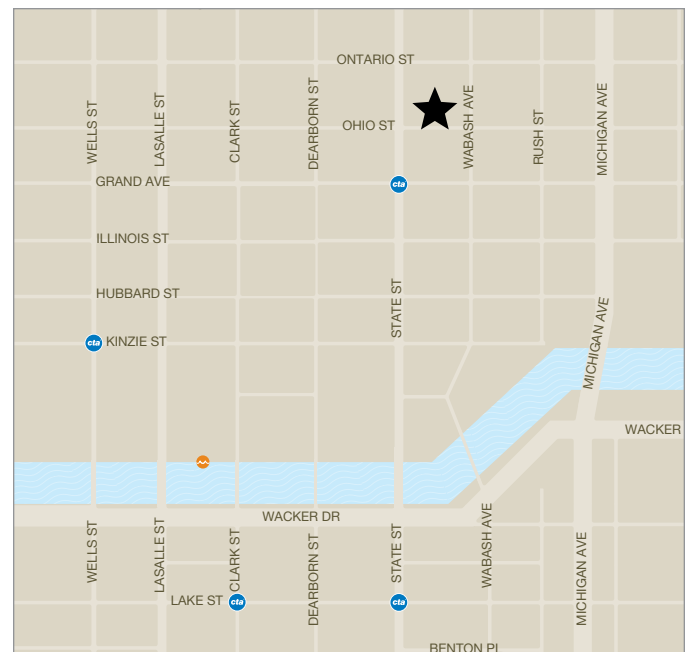 ONTARIO ST
WELLS ST
LASALLE ST
CLARK ST
DEARBORN ST
OHIO ST
WABASH AVE
RUSH ST
MICHIGAN AVE
GRAND AVE
cta
ILLINOIS ST
HUBBARD ST
STATE ST
MICHIGAN AVE
cta
KINZIE ST
WACKER
WACKER DR
WELLS ST
LASALLE ST
CLARK ST
DEARBORN ST
STATE ST
WABASH AVE
MICHIGAN AVE
LAKE ST
cta
cta
BENTON PL